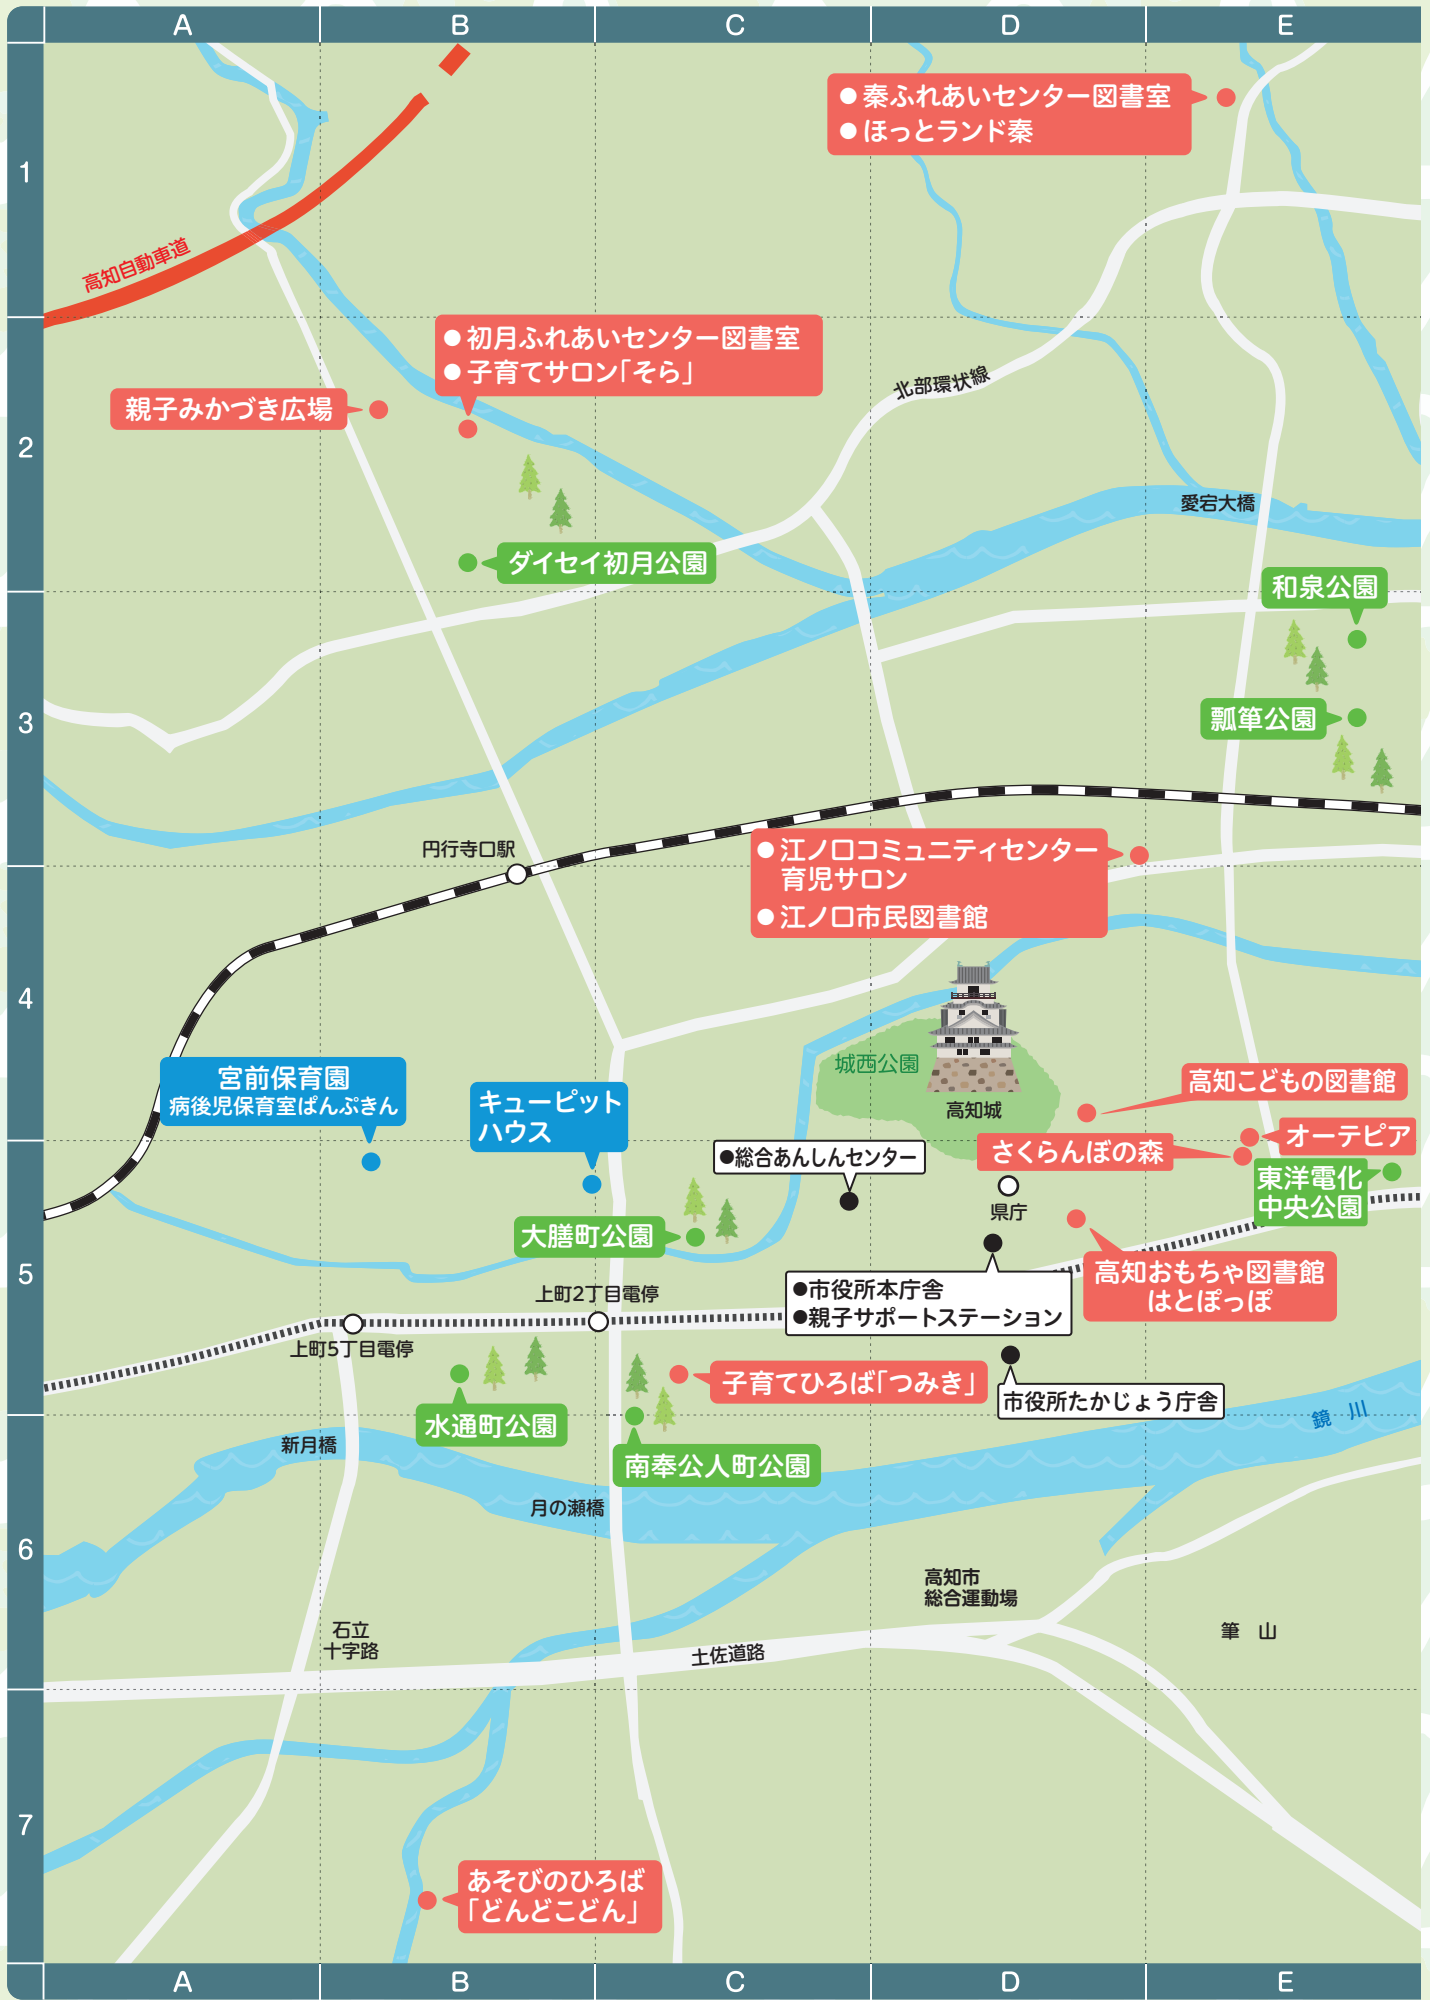 A B C D E
1
2
3
4
5
6
7
●秦ふれあいセンター図書室
●ほっとランド秦
高知自動車道
●初月ふれあいセンター図書室
●子育てサロン「そら」
親子みかづき広場
北部環状線
愛宕大橋
ダイセイ初月公園
和泉公園
瓢箪公園
円行寺口駅
●江ノ口コミュニティセンター
育児サロン
●江ノ口市民図書館
城西公園
高知城
宮前保育園
病後児保育室ぱんぷきん
キューピット
ハウス
高知こどもの図書館
オーテピア
さくらんぼの森
●総合あんしんセンター
東洋電化
中央公園
県庁
大膳町公園
高知おもちゃ図書館
はとぽっぽ
●市役所本庁舎
●親子サポートステーション
上町2丁目電停
上町5丁目電停
子育てひろば「つみき」
市役所たかじょう庁舎
水通町公園
鏡 川
新月橋
南奉公人町公園
月の瀬橋
高知市
総合運動場
石立
十字路
筆 山
土佐道路
あそびのひろば
「どんどこどん」
A B C D E